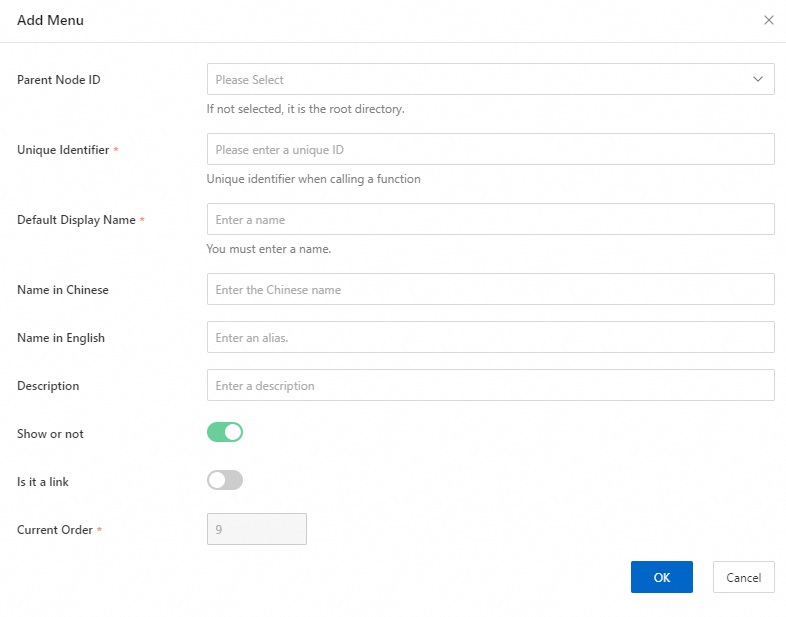 Add Menu
Parent Node ID
Please Select
If not selected, it is the root directory.
Unique Identifier *
Please enter a unique ID
Unique identifier when calling a function
Default Display Name *
Enter a name
You must enter a name.
Name in Chinese
Enter the Chinese name
Name in English
Enter an alias.
Description
Enter a description
Show or not
Is it a link
Current Order *
9
OK
Cancel